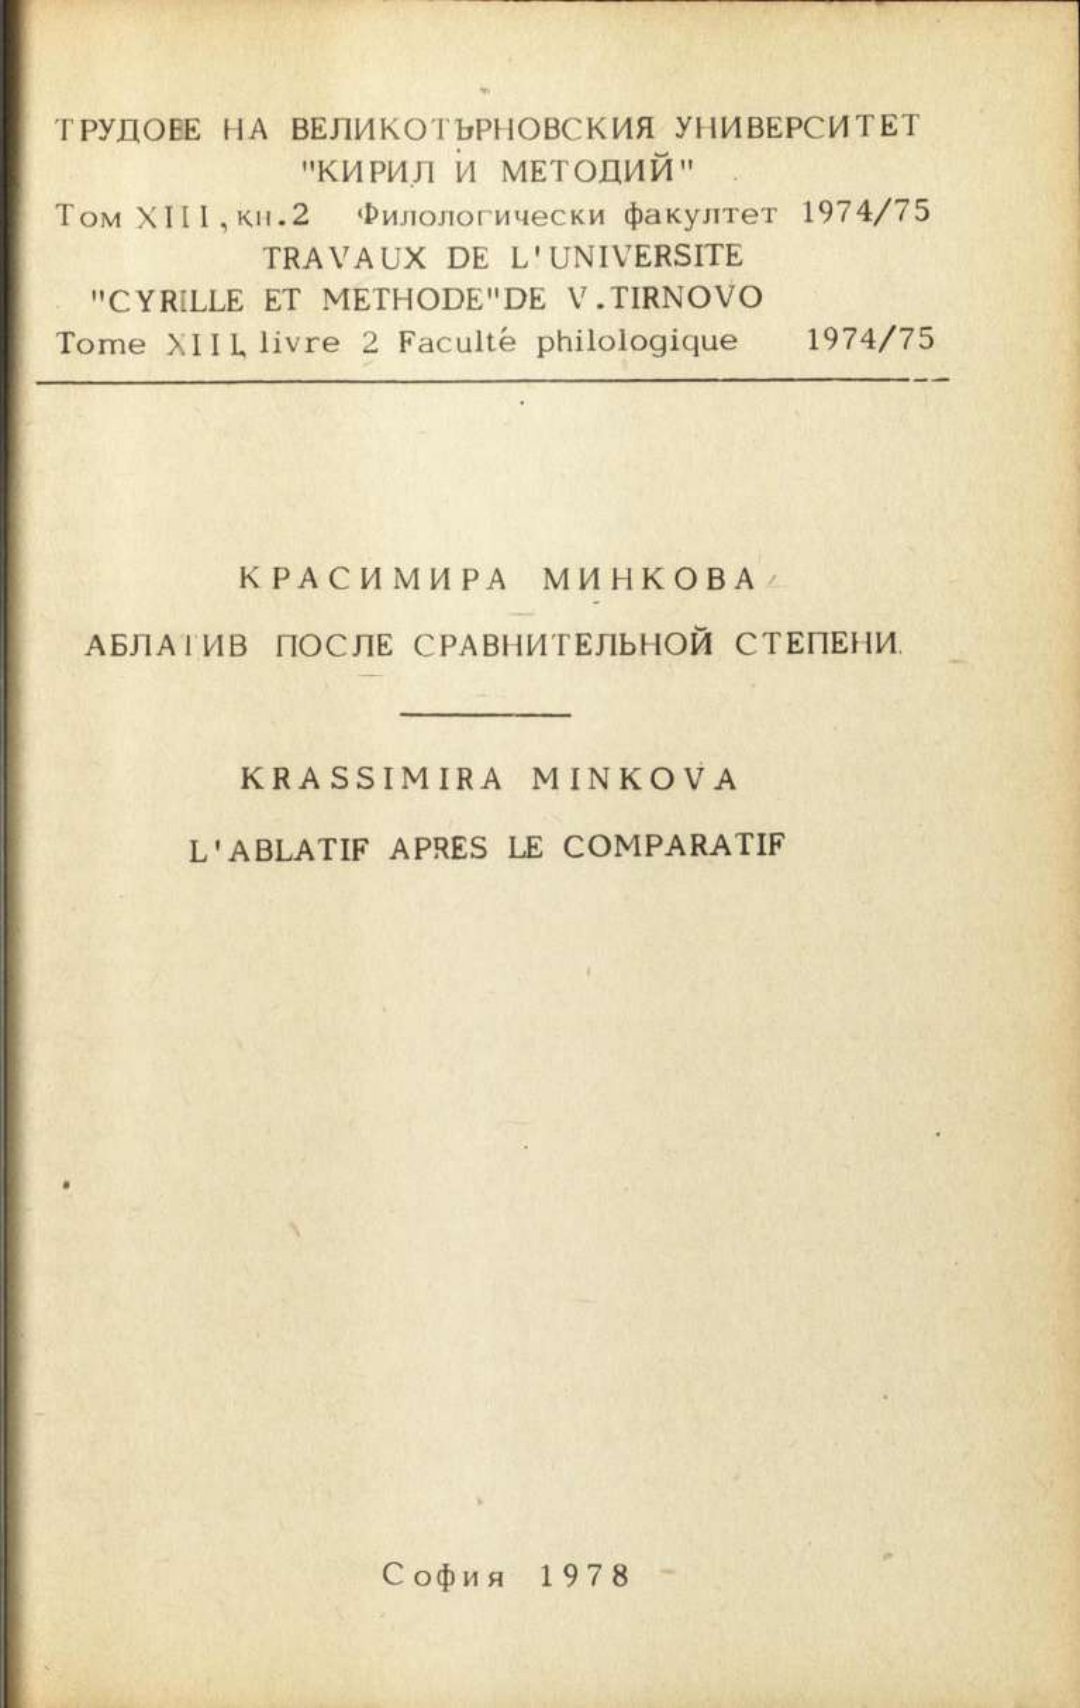 ТРУДОВЕ НА ВЕЛИКОТЪРНОВСКИЯ УНИВЕРСИТЕТ
"КИРИЛ И МЕТОДИЙ"
Том XIII, кн.2 Филологически факултет 1974/75
TRAVAUX DE L'UNIVERSITE
"CYRILLE ET METHODE"DE V.TIRNOVO
Tome XIII, livre 2 Faculté philologique 1974/75
КРАСИМИРА МИНКОВА
АБЛАТИВ ПОСЛЕ СРАВНИТЕЛЬНОЙ СТЕПЕНИ
KRASSIMIRA MINKOVA
L'ABLATIF APRES LE COMPARATIF
София 1978